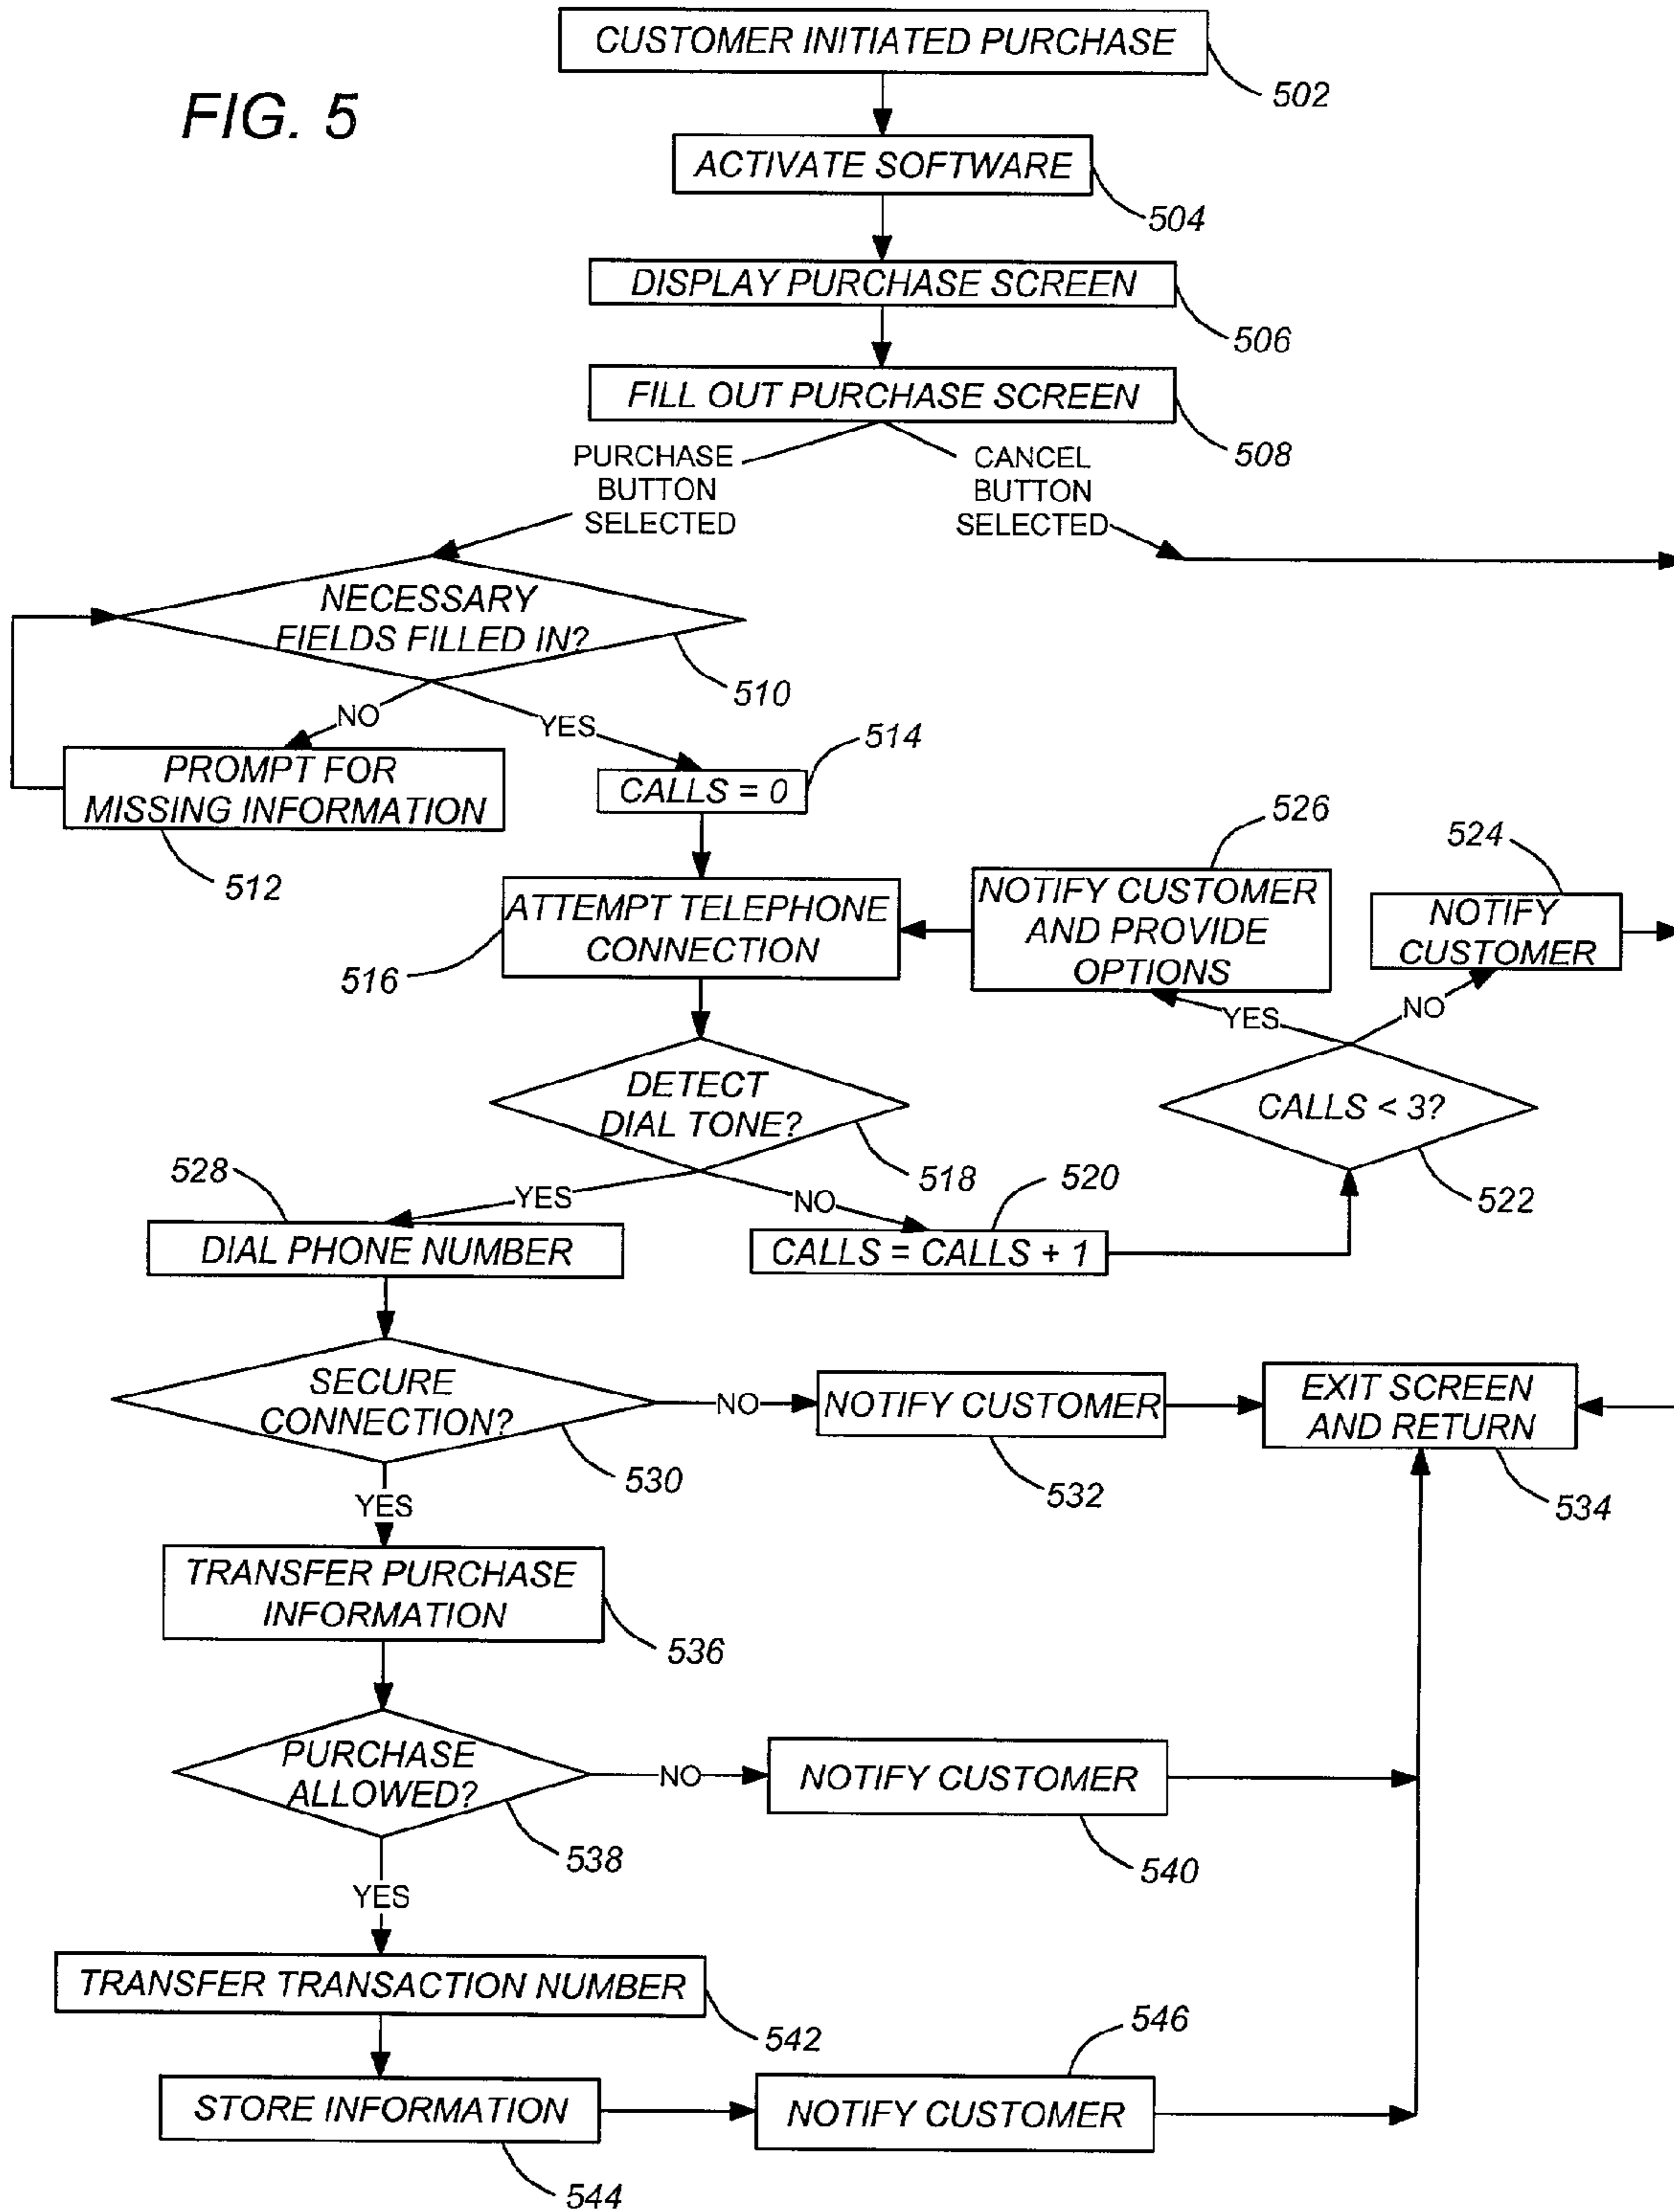 FIG. 5
CUSTOMER INITIATED PURCHASE
502
ACTIVATE SOFTWARE
504
DISPLAY PURCHASE SCREEN
506
FILL OUT PURCHASE SCREEN
508
PURCHASE
BUTTON
SELECTED
CANCEL
BUTTON
SELECTED
NECESSARY
FIELDS FILLED IN?
510
NO
YES
PROMPT FOR
MISSING INFORMATION
512
514
CALLS = 0
ATTEMPT TELEPHONE
CONNECTION
516
526
NOTIFY CUSTOMER
AND PROVIDE
OPTIONS
524
NOTIFY
CUSTOMER
YES
NO
CALLS < 3?
522
DETECT
DIAL TONE?
518
YES
NO
528
DIAL PHONE NUMBER
520
CALLS = CALLS + 1
SECURE
CONNECTION?
530
NO
NOTIFY CUSTOMER
532
EXIT SCREEN
AND RETURN
534
YES
TRANSFER PURCHASE
INFORMATION
536
PURCHASE
ALLOWED?
538
NO
NOTIFY CUSTOMER
540
YES
TRANSFER TRANSACTION NUMBER
542
STORE INFORMATION
544
546
NOTIFY CUSTOMER